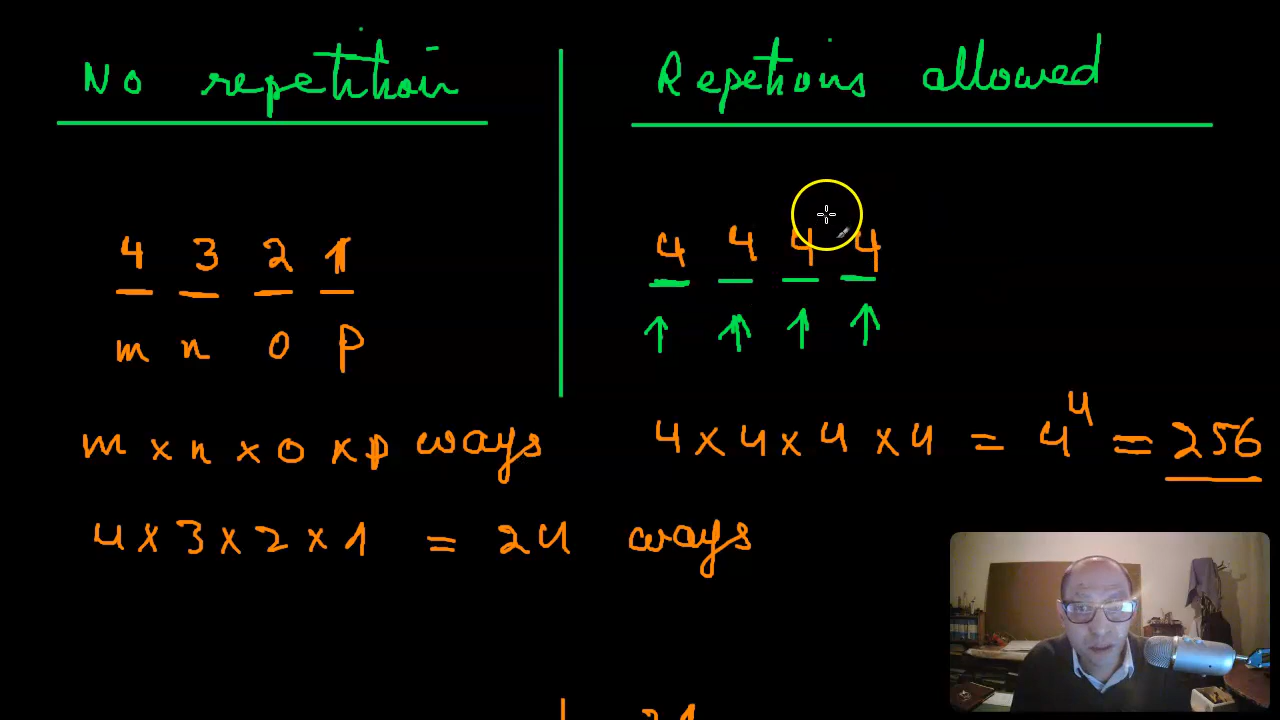 No repetition
Repetions allowed
4 3 2 1
m n o p
4 4 4 4
m x n x o x p ways
4 x 3 x 2 x 1 = 24 ways
4 x 4 x 4 x 4 = 4⁴ = 256